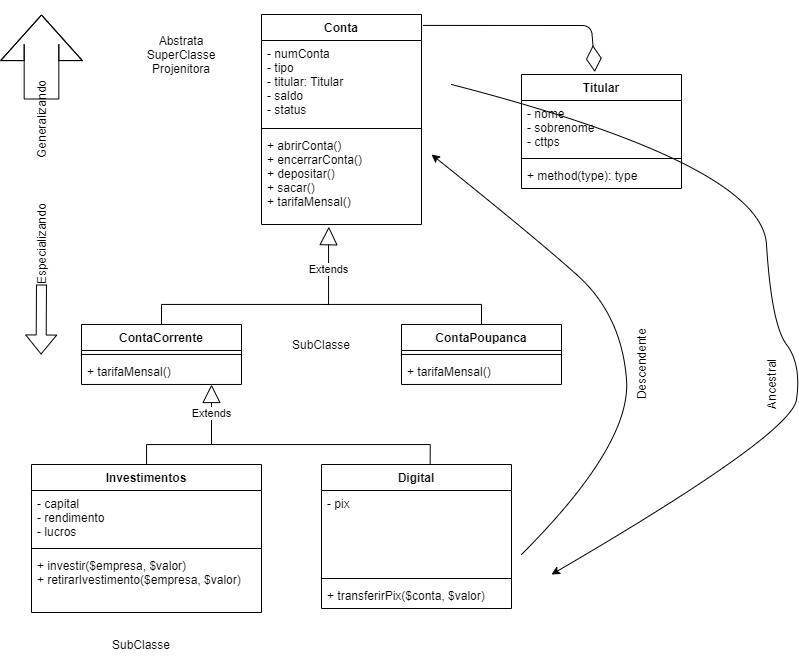 Conta
- numConta
- tipo
- titular: Titular
- saldo
- status
+ abrirConta()
+ encerrarConta()
+ depositar()
+ sacar()
+ tarifaMensal()
Abstrata
SuperClasse
Projenitora
Generalizando
Especializando
Titular
- nome
- sobrenome
- cttps
+ method(type): type
Extends
ContaCorrente
+ tarifaMensal()
SubClasse
ContaPoupanca
+ tarifaMensal()
Descendente
Ancestral
Extends
Investimentos
- capital
- rendimento
- lucros
+ investir($empresa, $valor)
+ retirarIvestimento($empresa, $valor)
Digital
- pix
+ transferirPix($conta, $valor)
SubClasse